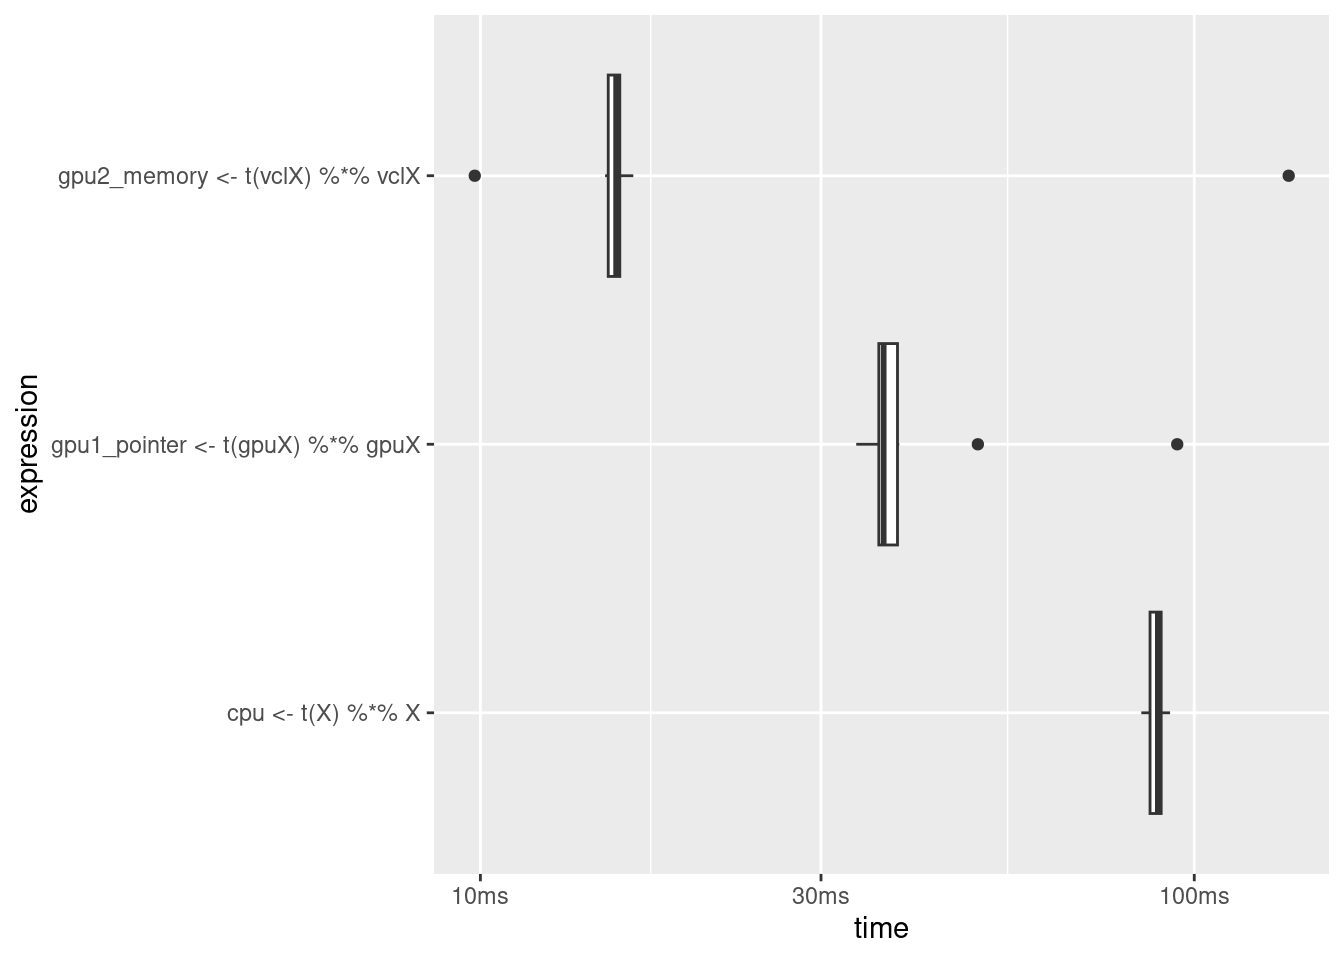 gpu2_memory <- t(vclX) %*% vclX
gpu1_pointer <- t(gpuX) %*% gpuX
cpu <- t(X) %*% X
expression
10ms
30ms
100ms
time